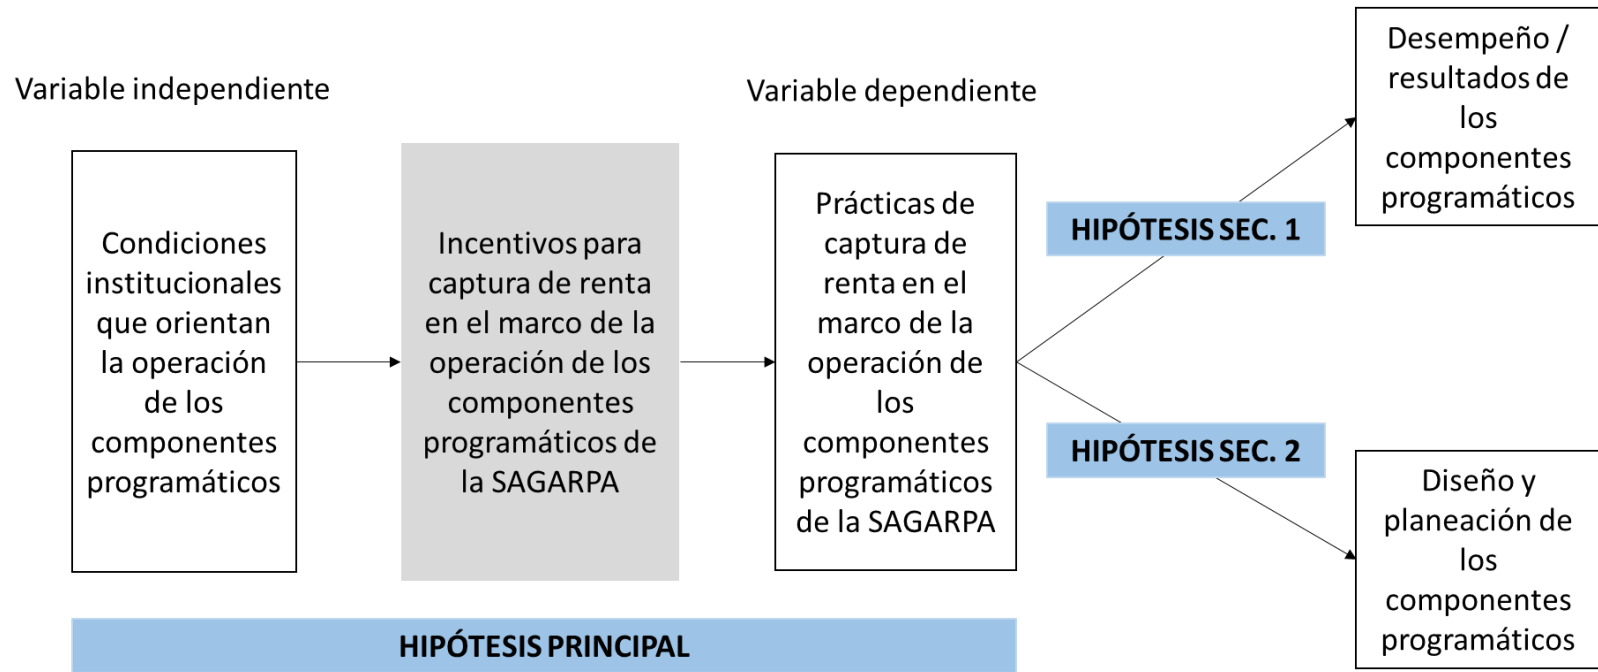 Variable independiente
Condiciones
institucionales
que orientan
la operación
de los
componentes
programáticos
Incentivos para
captura de renta
en el marco de la
operación de los
componentes
programáticos de
la SAGARPA
Variable dependiente
Prácticas de
captura de
renta en el
marco de la
operación de
los
componentes
programáticos
de la SAGARPA
HIPÓTESIS SEC. 1
HIPÓTESIS SEC. 2
Desempeño /
resultados de
los
componentes
programáticos
Diseño y
planeación de
los
componentes
programáticos
HIPÓTESIS PRINCIPAL